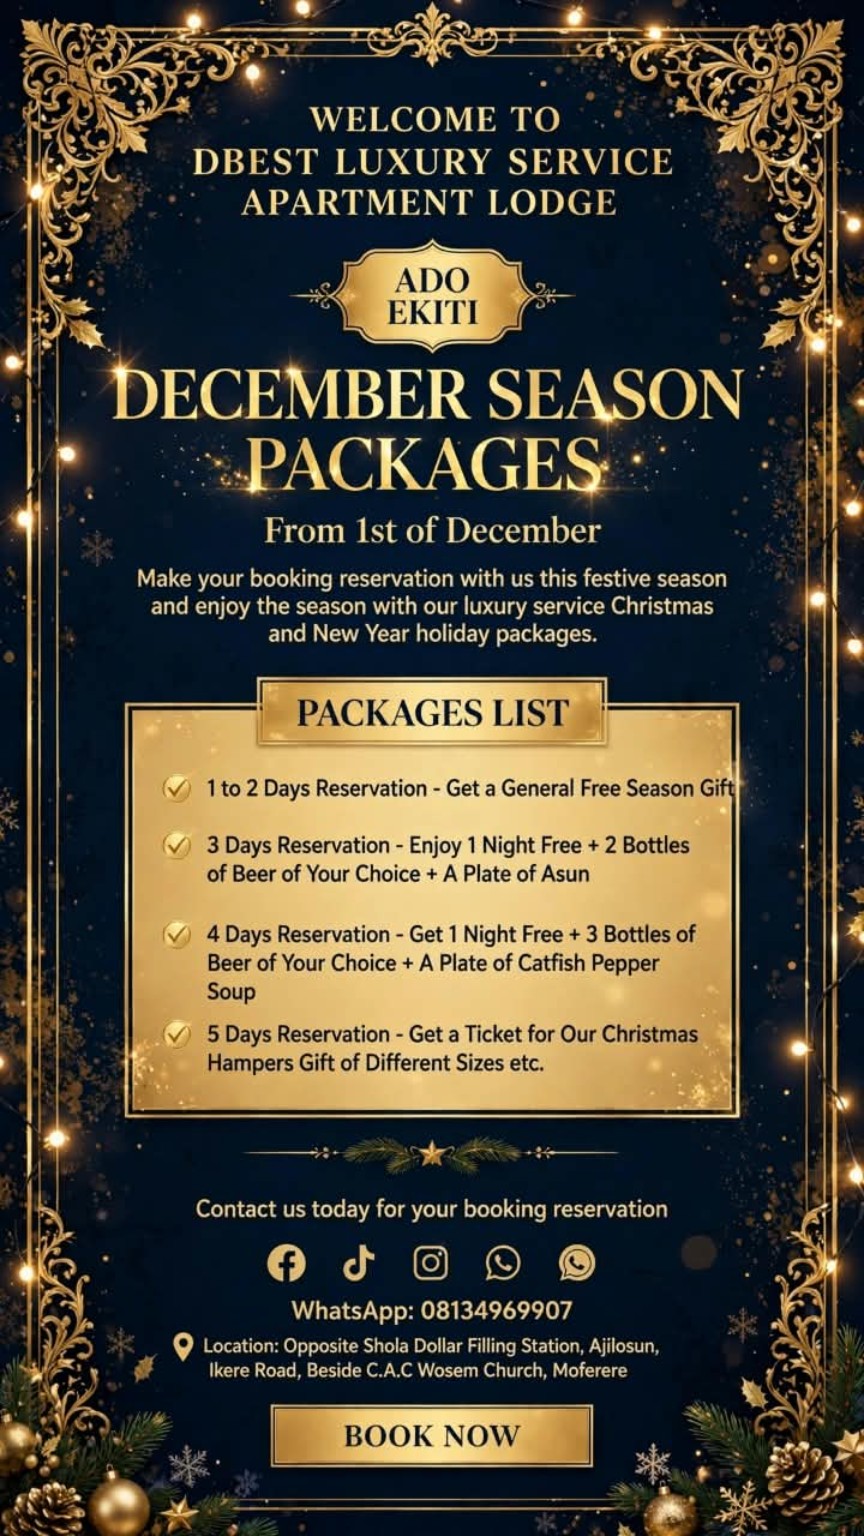 WELCOME TO
DBEST LUXURY SERVICE
APARTMENT LODGE
ADO
EKITI
DECEMBER SEASON
PACKAGES
From 1st of December
Make your booking reservation with us this festive season
and enjoy the season with our luxury service Christmas
and New Year holiday packages.
PACKAGES LIST
1 to 2 Days Reservation - Get a General Free Season Gift
3 Days Reservation - Enjoy 1 Night Free + 2 Bottles
of Beer of Your Choice + A Plate of Asun
4 Days Reservation - Get 1 Night Free + 3 Bottles of
Beer of Your Choice + A Plate of Catfish Pepper
Soup
5 Days Reservation - Get a Ticket for Our Christmas
Hampers Gift of Different Sizes etc.
Contact us today for your booking reservation
WhatsApp: 08134969907
Location: Opposite Shola Dollar Filling Station, Ajilosun,
Ikere Road, Beside C.A.C Wosem Church, Moferere
BOOK NOW